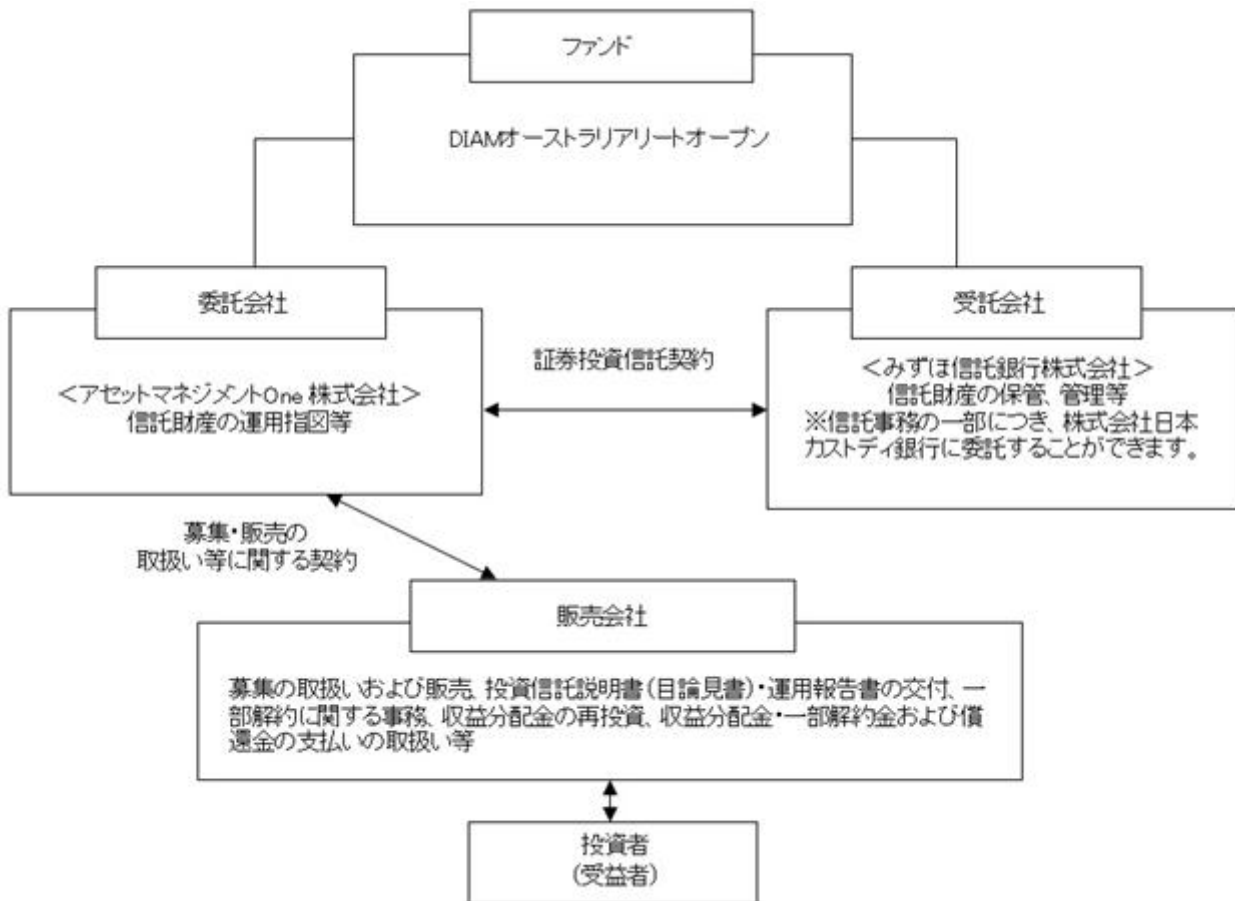 ファンド
DIAMオーストラリアリートオープン
委託会社
<アセットマネジメントOne 株式会社>
信託財産の運用指図等
証券投資信託契約
受託会社
<みずほ信託銀行株式会社>
信託財産の保管、管理等
※信託事務の一部につき、株式会社日本
カストディ銀行に委託することができます。
募集・販売の
取扱い等に関する契約
販売会社
募集の取扱いおよび販売、投資信託説明書(目論見書)・運用報告書の交付、一
部解約に関する事務、収益分配金の再投資、収益分配金・一部解約金および償
還金の支払いの取扱い等
投資者
(受益者)